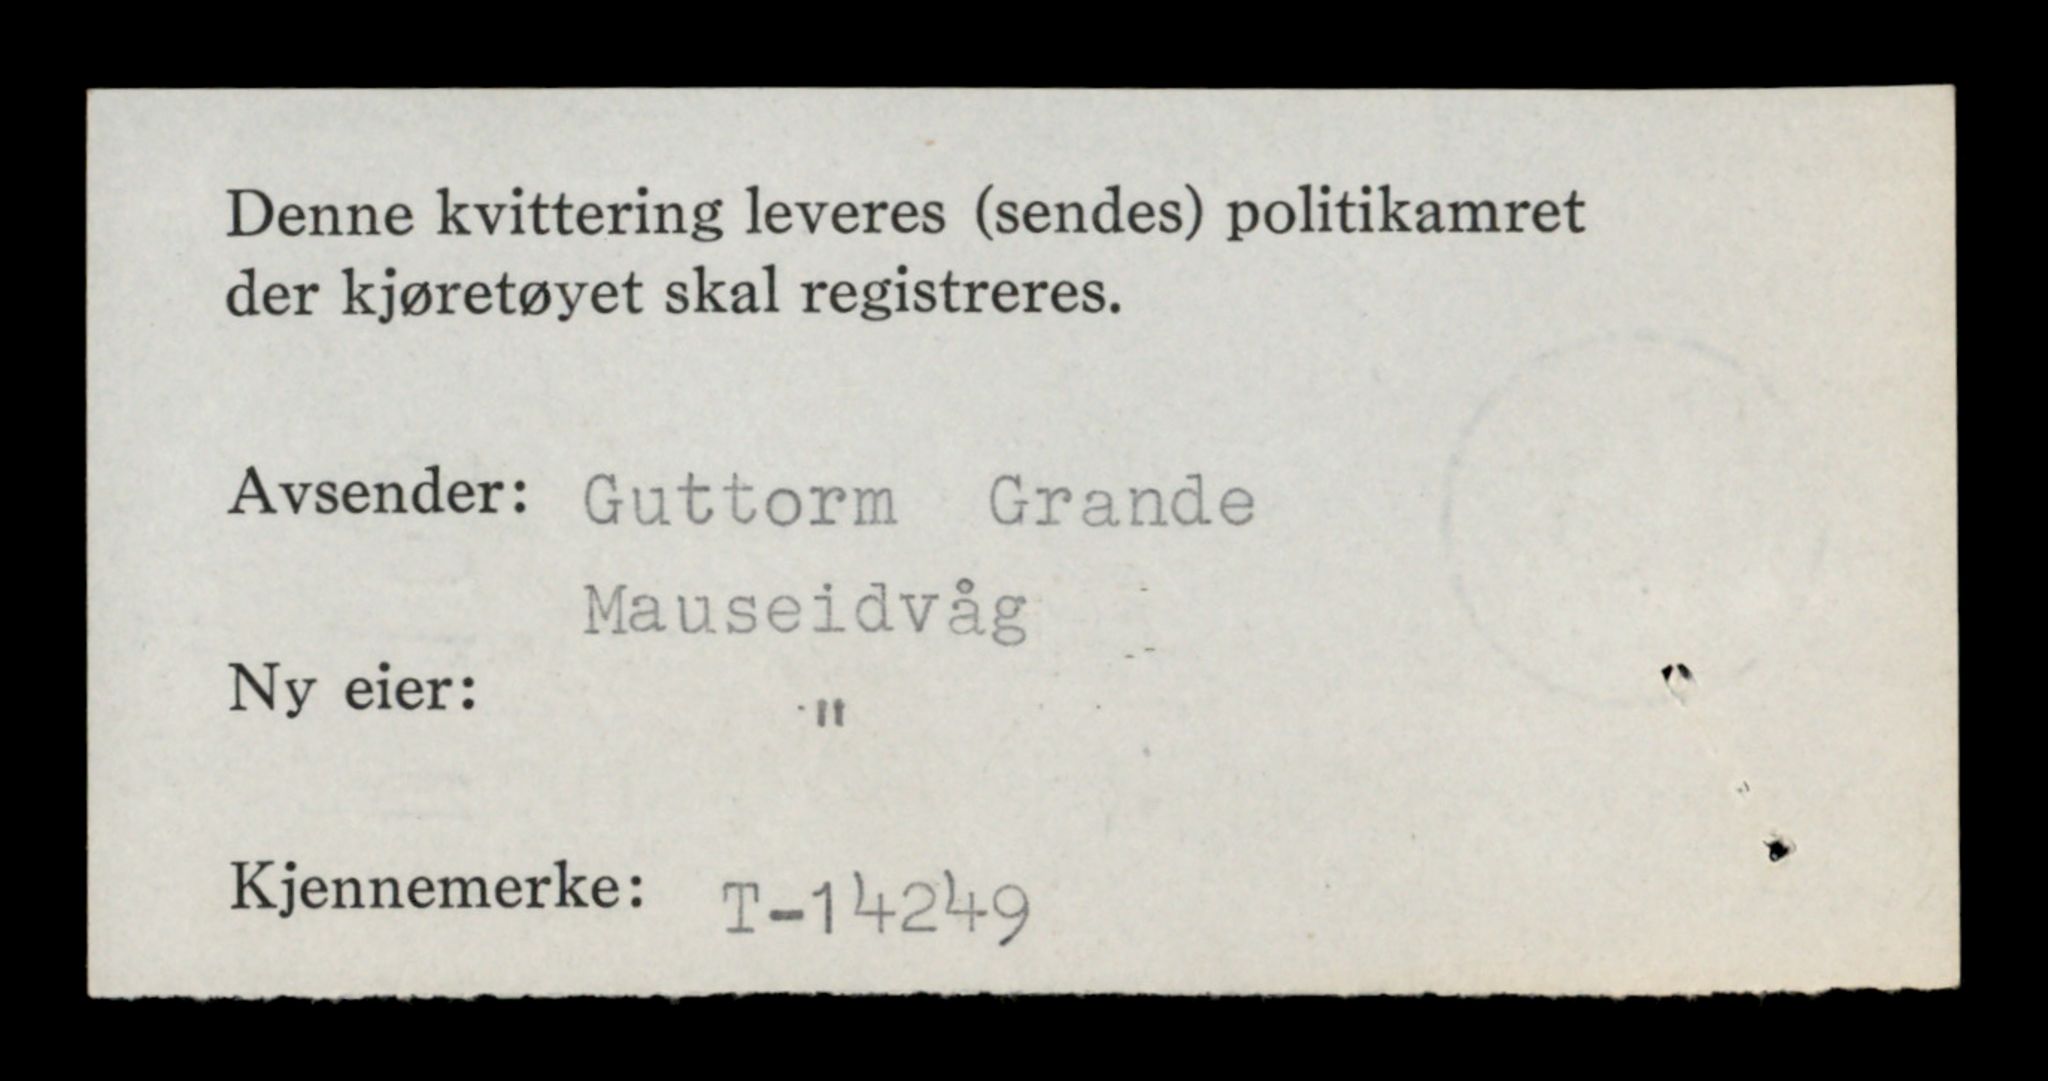 Denne kvittering leveres (sendes) politikamret
der kjøretøyet skal registreres.
Avsender: Guttorm Grande
Mauseidvåg
Ny eier: "
Kjennemerke: T-14249